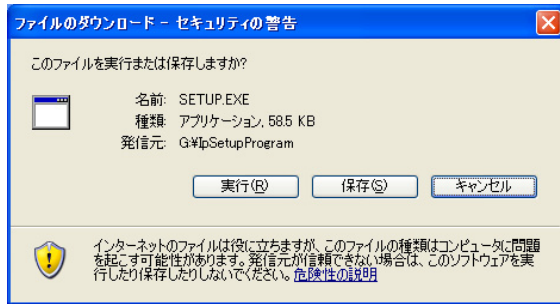 ファイルのダウンロード - セキュリティの警告
このファイルを実行または保存しますか?
名前: SETUP.EXE
種類: アプリケーション, 58.5 KB
発信元: G:¥IpSetupProgram
実行(R) 保存(S) キャンセル
インターネットのファイルは役に立ちますが、このファイルの種類はコンピュータに問題
を起こす可能性があります。発信元が信頼できない場合は、このソフトウェアを実
行したり保存したりしないでください。危険性の説明